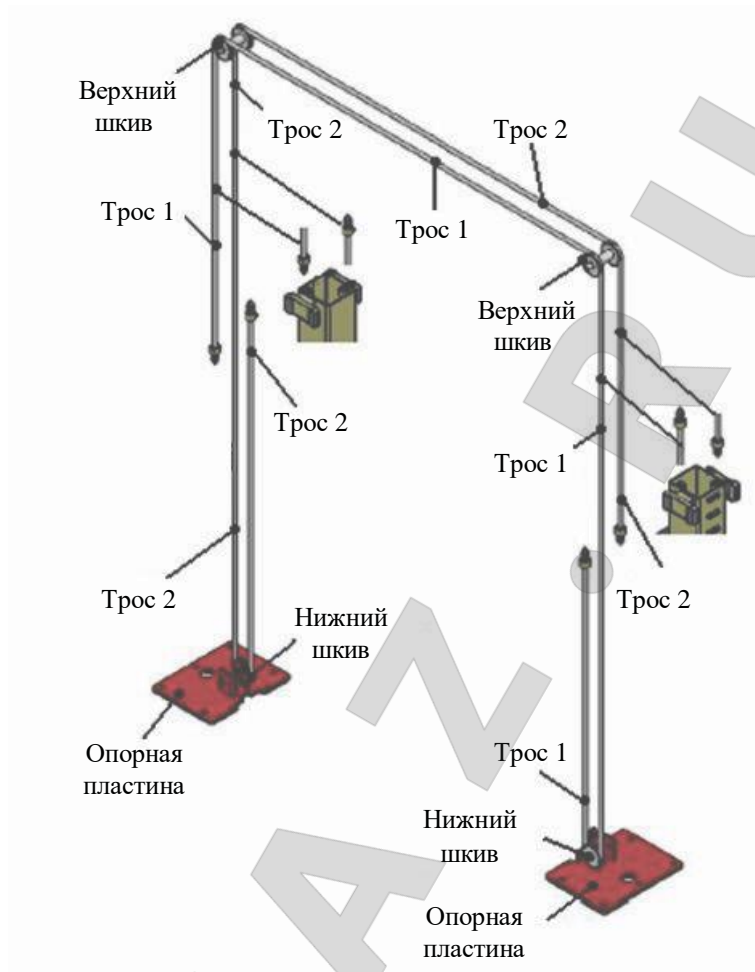 Верхний
шкив
Трос 2
Трос 2
Трос 1
Трос 1
Верхний
шкив
Трос 2
Трос 1
Трос 2
Трос 2
Нижний
шкив
Опорная
пластина
Трос 1
Нижний
шкив
Опорная
пластина
A Z R U